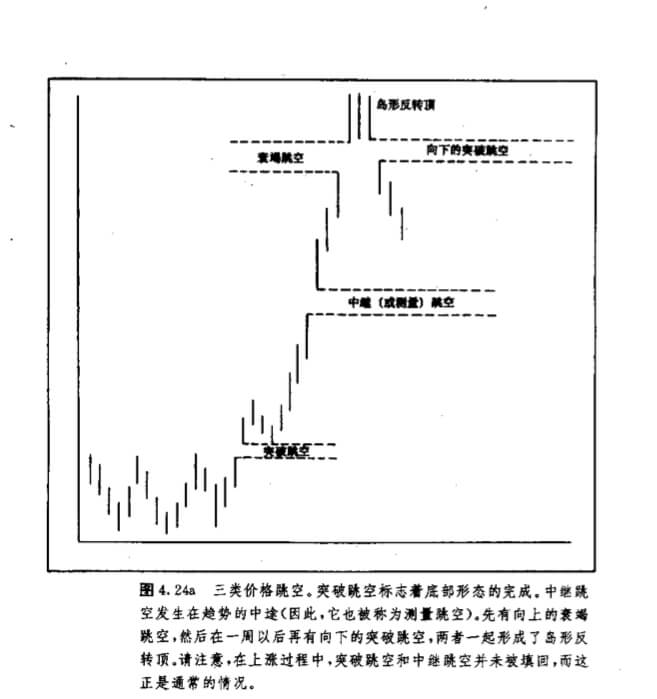 岛形反转顶
向下的突破跳空
衰竭跳空
中继（或测量）跳空
突破跳空
图4.24a 三类价格跳空。突破跳空标志着底部形态的完成。中继跳
空发生在趋势的中途(因此,它也被称为测量跳空)。先有向上的衰竭
跳空,然后在一周以后再有向下的突破跳空,两者一起形成了岛形反
转顶。请注意,在上涨过程中,突破跳空和中继跳空并未被填回,而这
正是通常的情况。